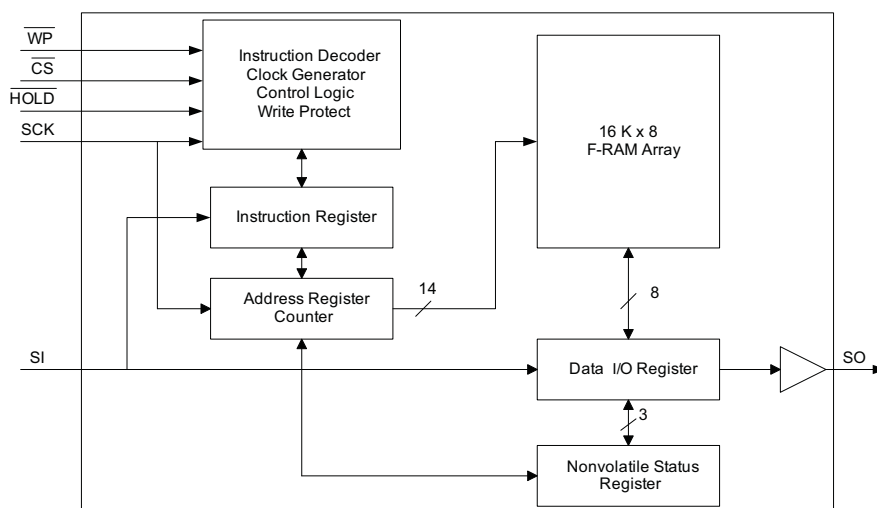 WP
CS
HOLD
SCK
Instruction Decoder
Clock Generator
Control Logic
Write Protect
16 K x 8
F-RAM Array
Instruction Register
Address Register
Counter
14
8
SI
Data I/O Register
SO
3
Nonvolatile Status
Register